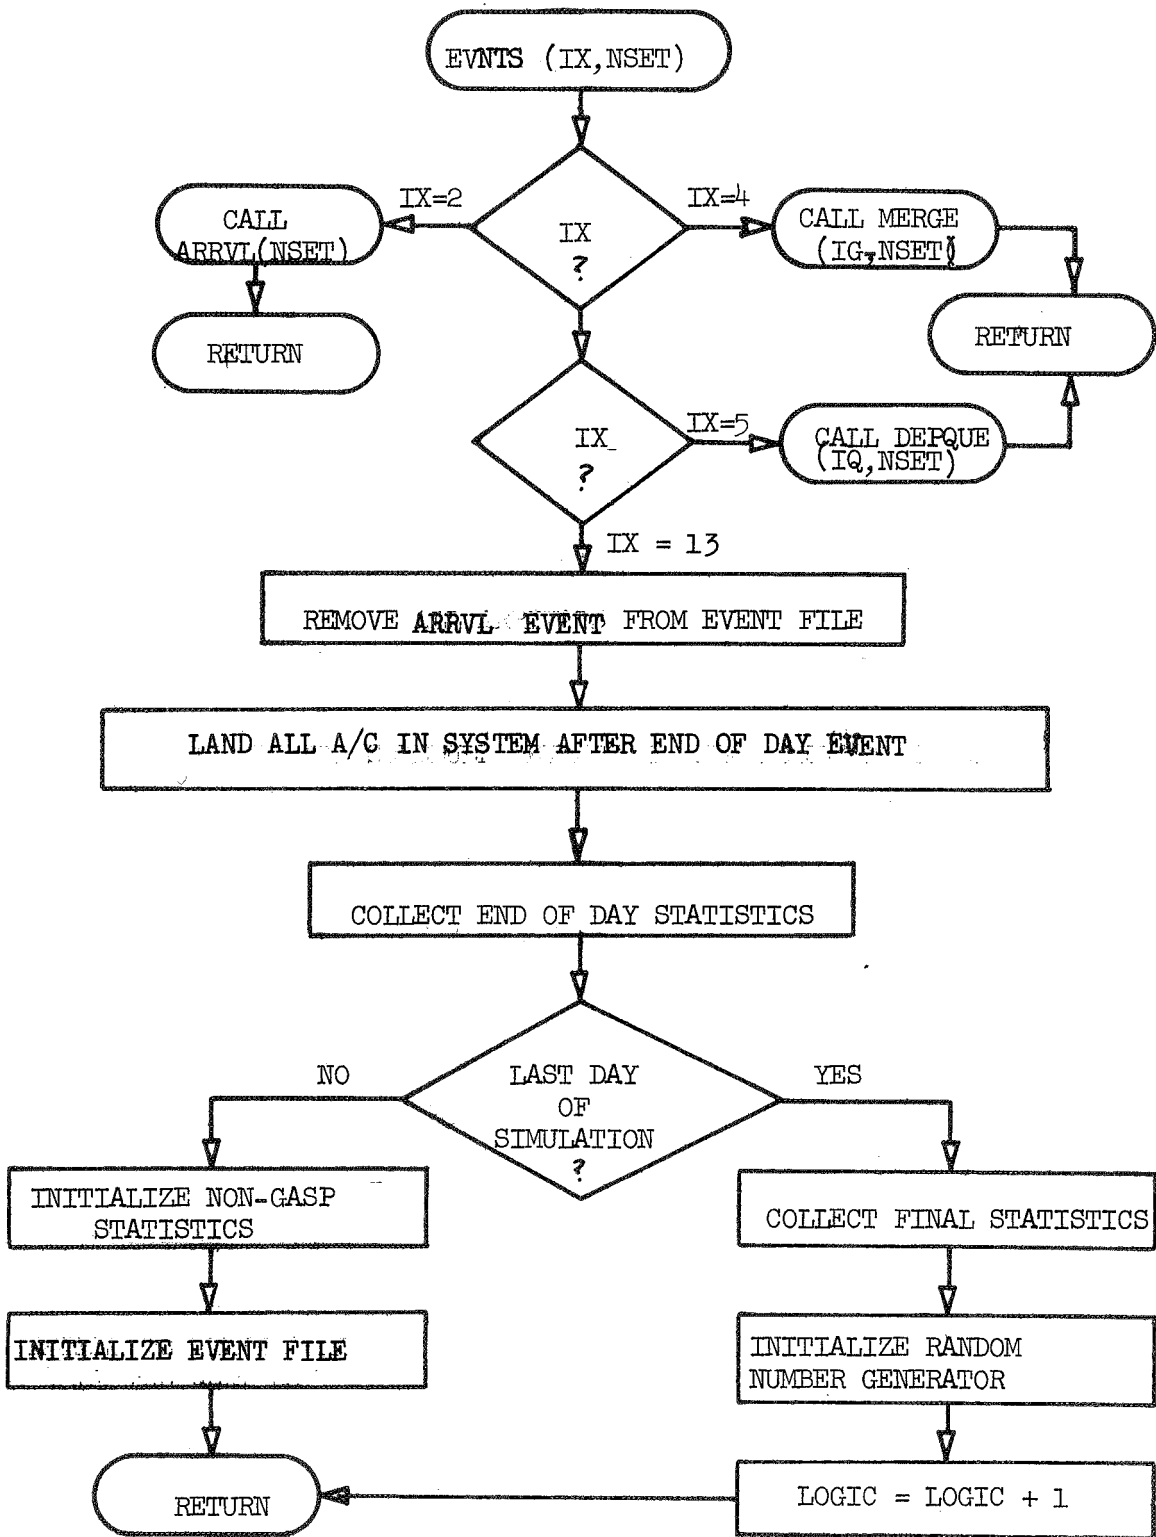 EVNTS (IX,NSET)
IX=2
IX=4
CALL
ARRVL(NSET)
IX
?
CALL MERGE
(IG,NSET)
RETURN
RETURN
IX
?
IX=5
CALL DEPQUE
(IQ,NSET)
IX = 13
REMOVE ARRVL EVENT FROM EVENT FILE
LAND ALL A/C IN SYSTEM AFTER END OF DAY EVENT
COLLECT END OF DAY STATISTICS
NO
LAST DAY
OF
SIMULATION
?
YES
INITIALIZE NON-GASP
STATISTICS
COLLECT FINAL STATISTICS
INITIALIZE EVENT FILE
INITIALIZE RANDOM
NUMBER GENERATOR
RETURN
LOGIC = LOGIC + 1